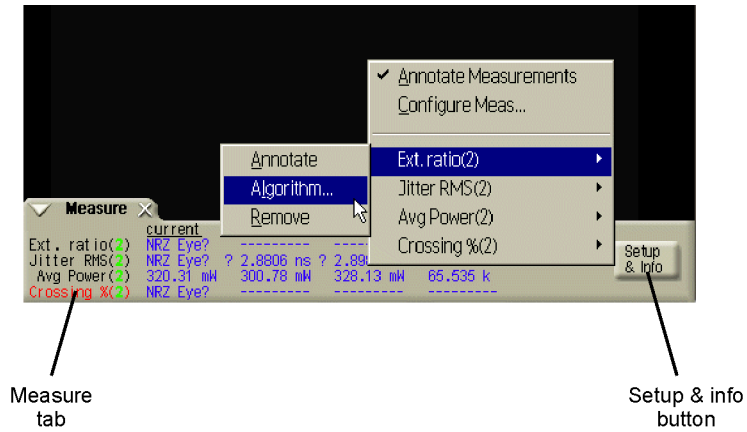 Annotate Measurements
Configure Meas...
Annotate
Algorithm...
Remove
Ext. ratio(2)
Jitter RMS(2)
Avg Power(2)
Crossing %(2)
Measure
current
Ext. ratio(2) NRZ Eye? --------- -----
Jitter RMS(2) NRZ Eye? ? 2.8806 ns ? 2.89
Avg Power(2) 320.31 mW 300.78 mW 328.13 mW 65.535 k
Crossing %(2) NRZ Eye? --------- --------- ---------
Setup
& Info
Measure
tab
Setup & info
button